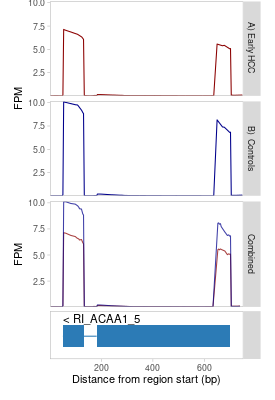 10.0
7.5
5.0
2.5
FPM
A) Early HCC
10.0
7.5
5.0
2.5
B) Controls
10.0
7.5
5.0
2.5
FPM
Combined
< RI_ACAA1_5
200
400
600
Distance from region start (bp)